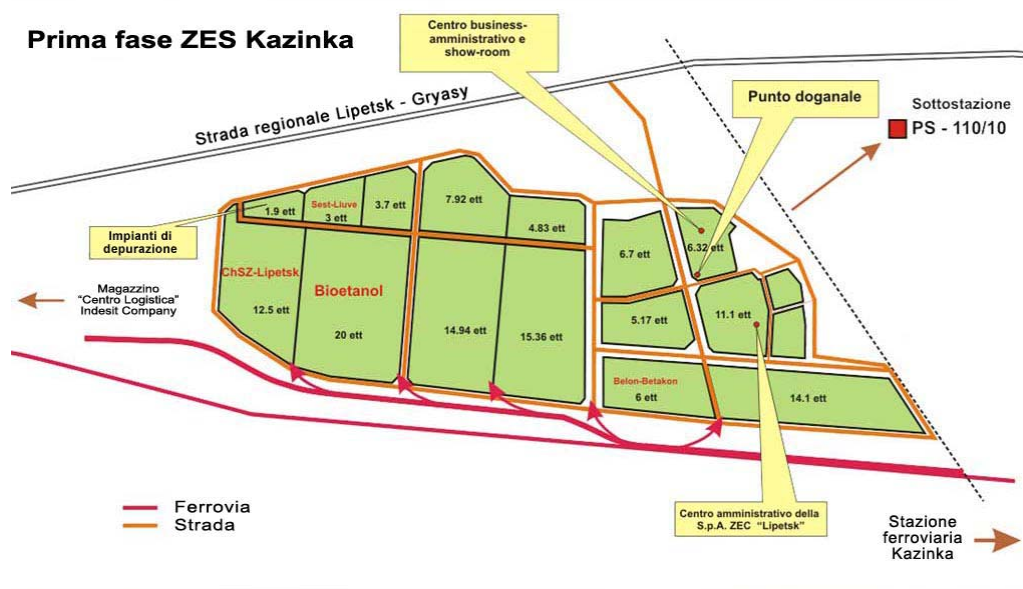 Prima fase ZES Kazinka
Centro business-
amministrativo e
show-room
Punto doganale
Sottostazione
PS - 110/10
Strada regionale Lipetsk - Gryasy
1.9 ett
Sest-Liuve
3 ett
3.7 ett
7.92 ett
4.83 ett
6.7 ett
6.32 ett
Impianti di
depurazione
ChSZ-Lipetsk
12.5 ett
Bioetanol
20 ett
14.94 ett
15.36 ett
5.17 ett
11.1 ett
Magazzino
"Centro Logistica"
Indesit Company
Belon-Betakon
6 ett
14.1 ett
Ferrovia
Strada
Centro amministrativo della
S.p.A. ZEC "Lipetsk"
Stazione
ferroviaria
Kazinka